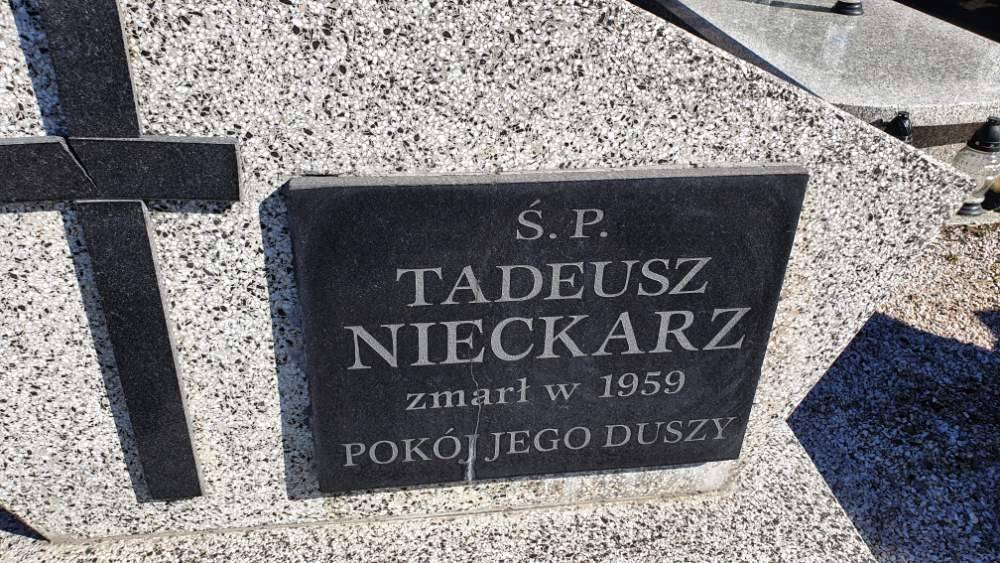 Ś. P.
TADEUSZ
NIECKARZ
zmarł w 1959
POKÓJ JEGO DUSZY